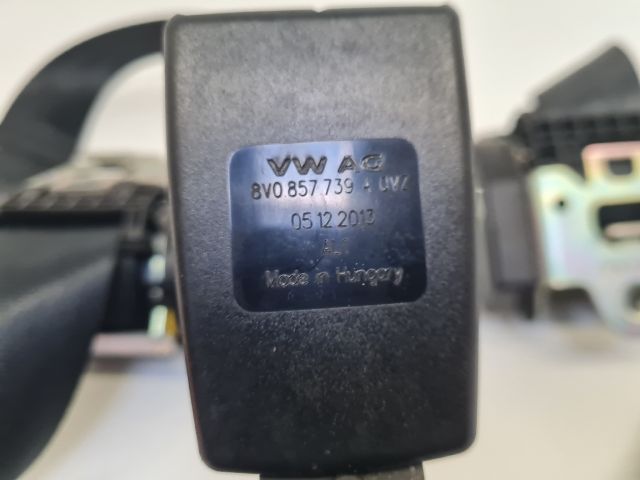 VW AG
8V0 857 739 A UVZ
05 12 2013
Made in Hungary